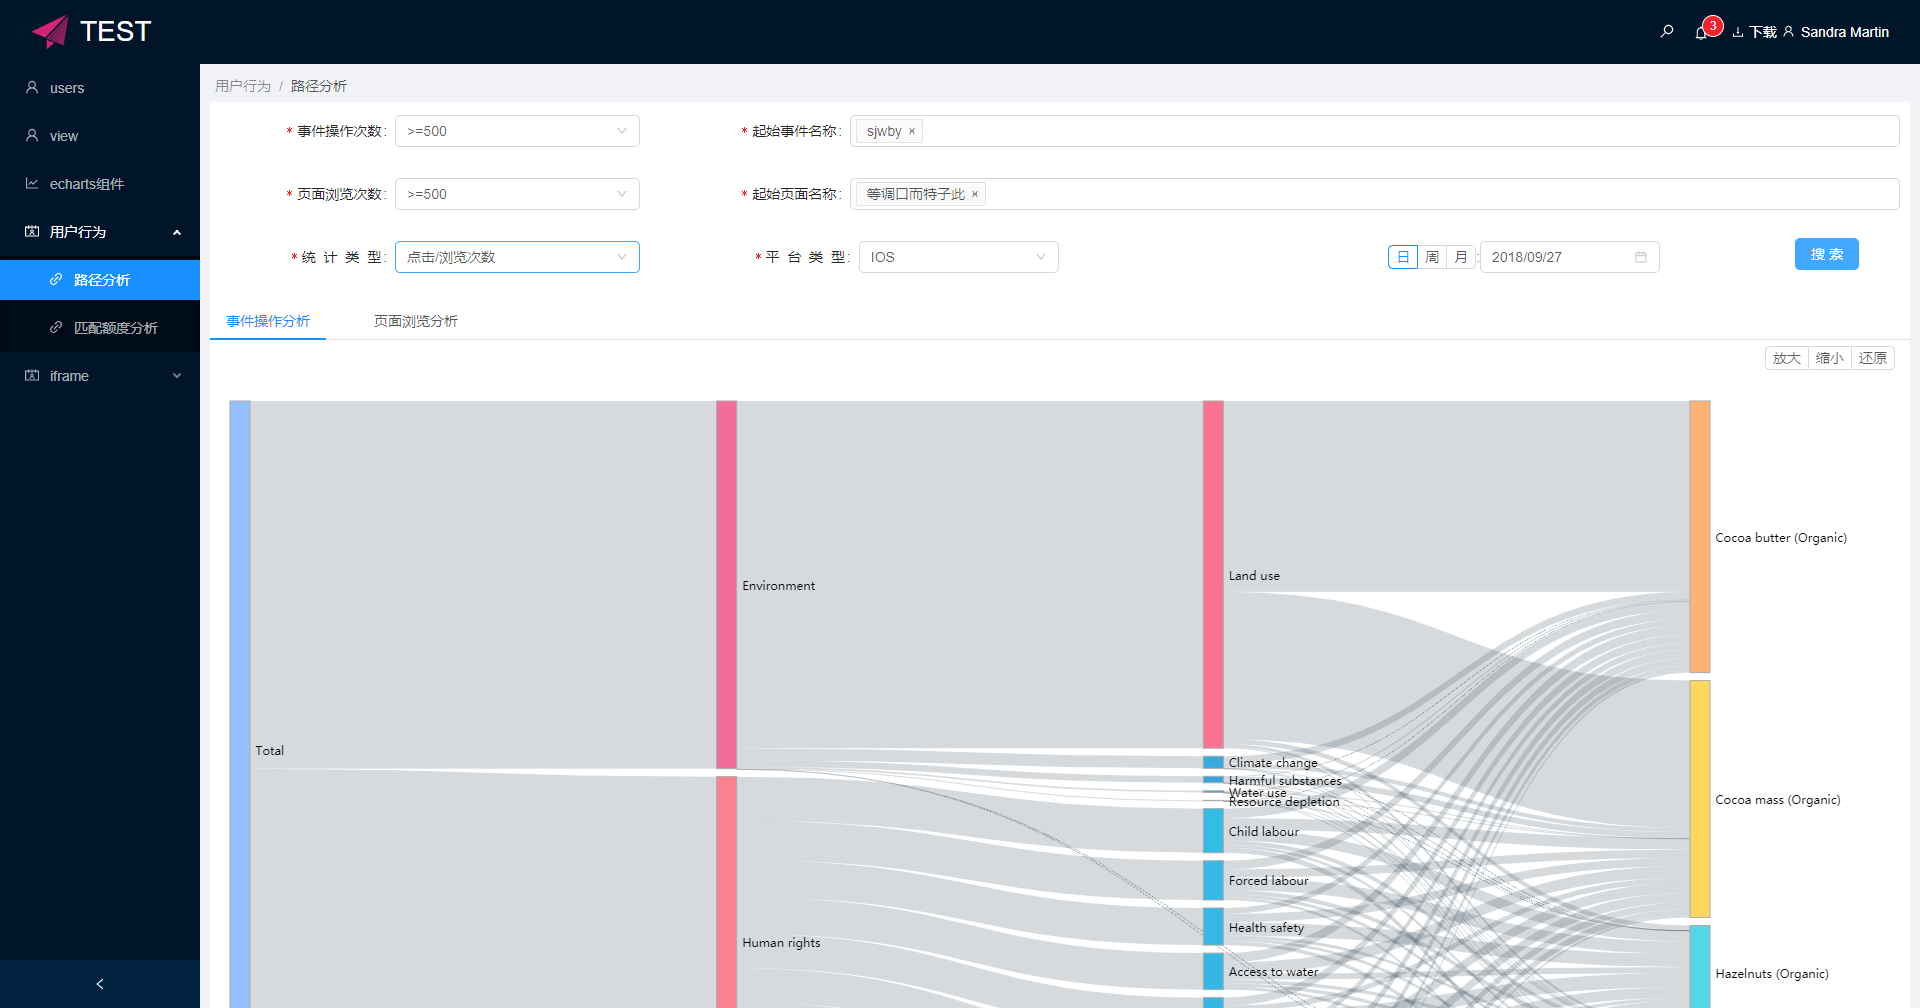 TEST
3
下载
Sandra Martin
users
view
echarts组件
用户行为
路径分析
匹配额度分析
iframe
用户行为 / 路径分析
* 事件操作次数: >=500
* 起始事件名称: sjwby ×
* 页面浏览次数: >=500
* 起始页面名称: 等调口而特子此 ×
* 统 计 类 型: 点击/浏览次数
* 平 台 类 型: IOS
日 周 月 : 2018/09/27
搜 索
事件操作分析 页面浏览分析
放大 缩小 还原
Cocoa butter (Organic)
Land use
Environment
Total
Climate change
Harmful substances
Water use
Resource depletion
Cocoa mass (Organic)
Child labour
Forced labour
Health safety
Human rights
Access to water
Hazelnuts (Organic)